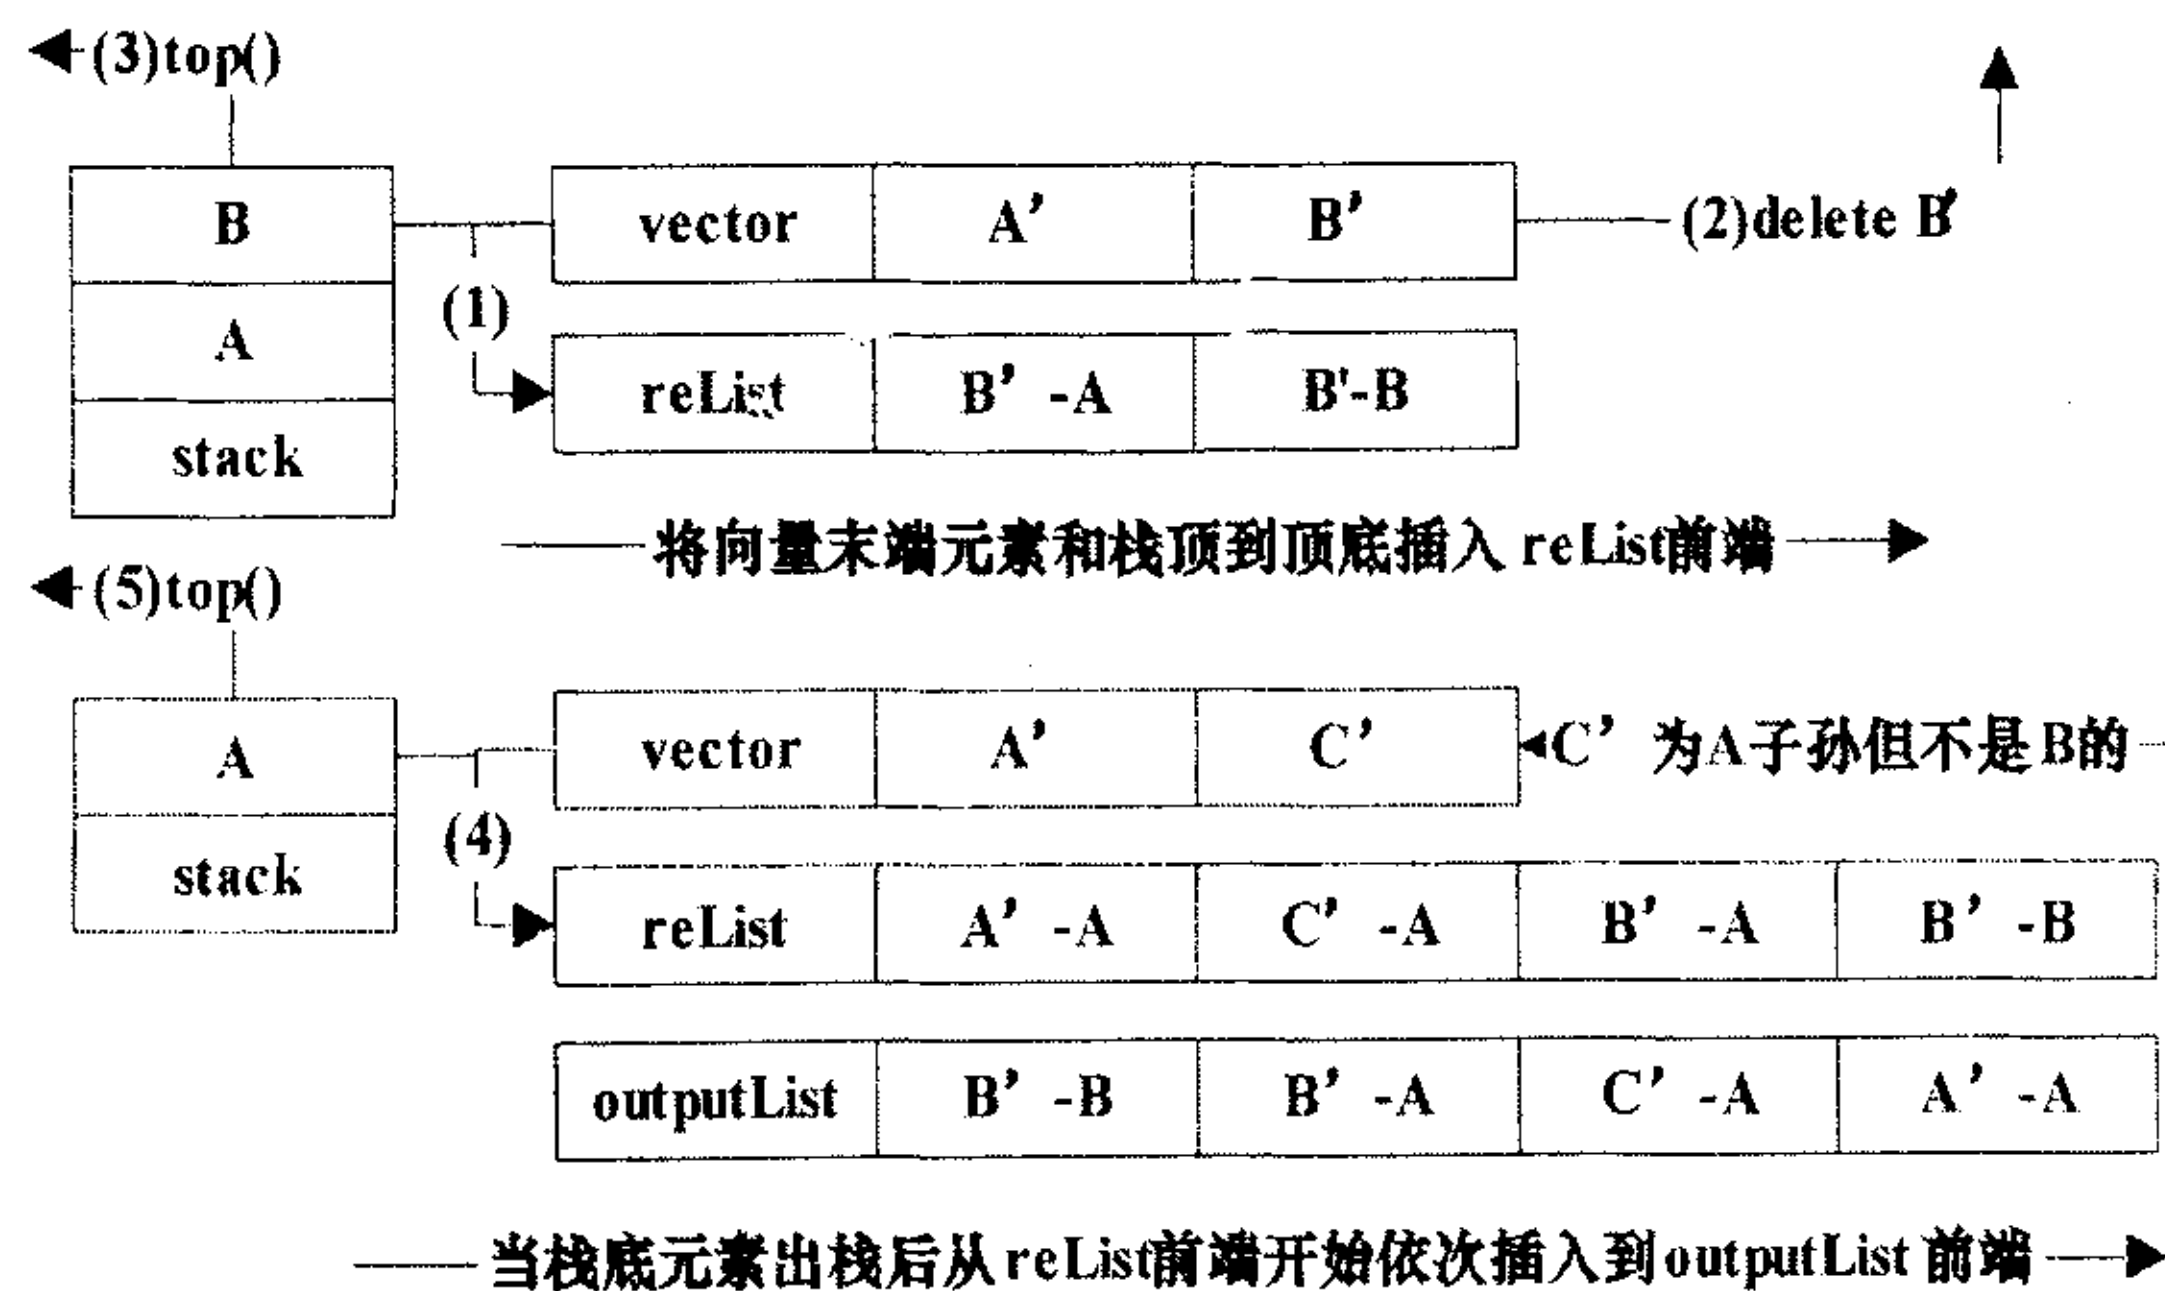 (3)top()
B vector A’ B’ (2)delete B’
A (1)
reList B’ -A B'-B
stack
将向量末端元素和栈顶到顶底插入 reList前端
(5)top()
A vector A’ C’ C’ 为A子孙但不是B的
(4)
stack reList A’ -A C’ -A B’ -A B’ -B
outputList B’ -B B’ -A C’ -A A’ -A
当栈底元素出栈后从reList前端开始依次插入到outputList 前端